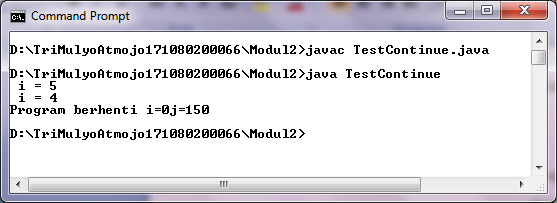 Command Prompt
D:\TriMulyoAtmojo171080200066\Modul2>javac TestContinue.java
D:\TriMulyoAtmojo171080200066\Modul2>java TestContinue
i = 5
i = 4
Program berhenti i=0j=150
D:\TriMulyoAtmojo171080200066\Modul2>